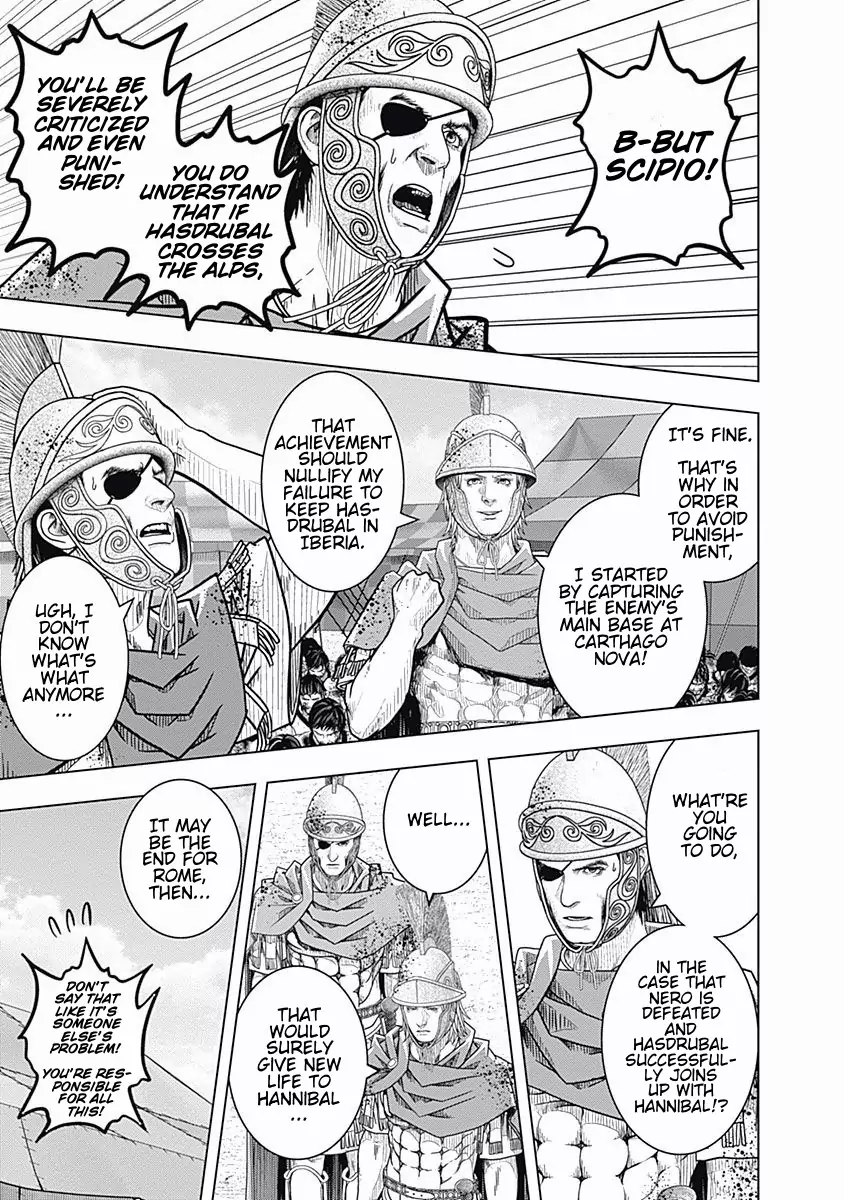 B-BUT
SCIPIO!
YOU DO
UNDERSTAND
THAT IF
HASDRUBAL
CROSSES
THE ALPS,
YOU'LL BE
SEVERELY
CRITICIZED
AND EVEN
PUNI-
SHED!
IT'S FINE.
THAT'S
WHY IN
ORDER
TO AVOID
PUNISH-
MENT,
I STARTED
BY CAPTURING
THE ENEMY'S
MAIN BASE AT
CARTHAGO
NOVA!
THAT
ACHIEVEMENT
SHOULD
NULLIFY MY
FAILURE TO
KEEP HAS-
DRUBAL IN
IBERIA.
UGH, I
DON'T
KNOW
WHAT'S
WHAT
ANYMORE
...
WHAT'RE
YOU
GOING
TO DO,
IN THE
CASE THAT
NERO IS
DEFEATED
AND
HASDRUBAL
SUCCESSFUL-
LY JOINS
UP WITH
HANNIBAL!?
WELL...
THAT
WOULD
SURELY
GIVE NEW
LIFE TO
HANNIBAL
...
IT MAY
BE THE
END FOR
ROME,
THEN...
DON'T
SAY THAT
LIKE IT'S
SOMEONE
ELSE'S
PROBLEM!
YOU'RE RES-
PONSIBLE
FOR ALL
THIS!